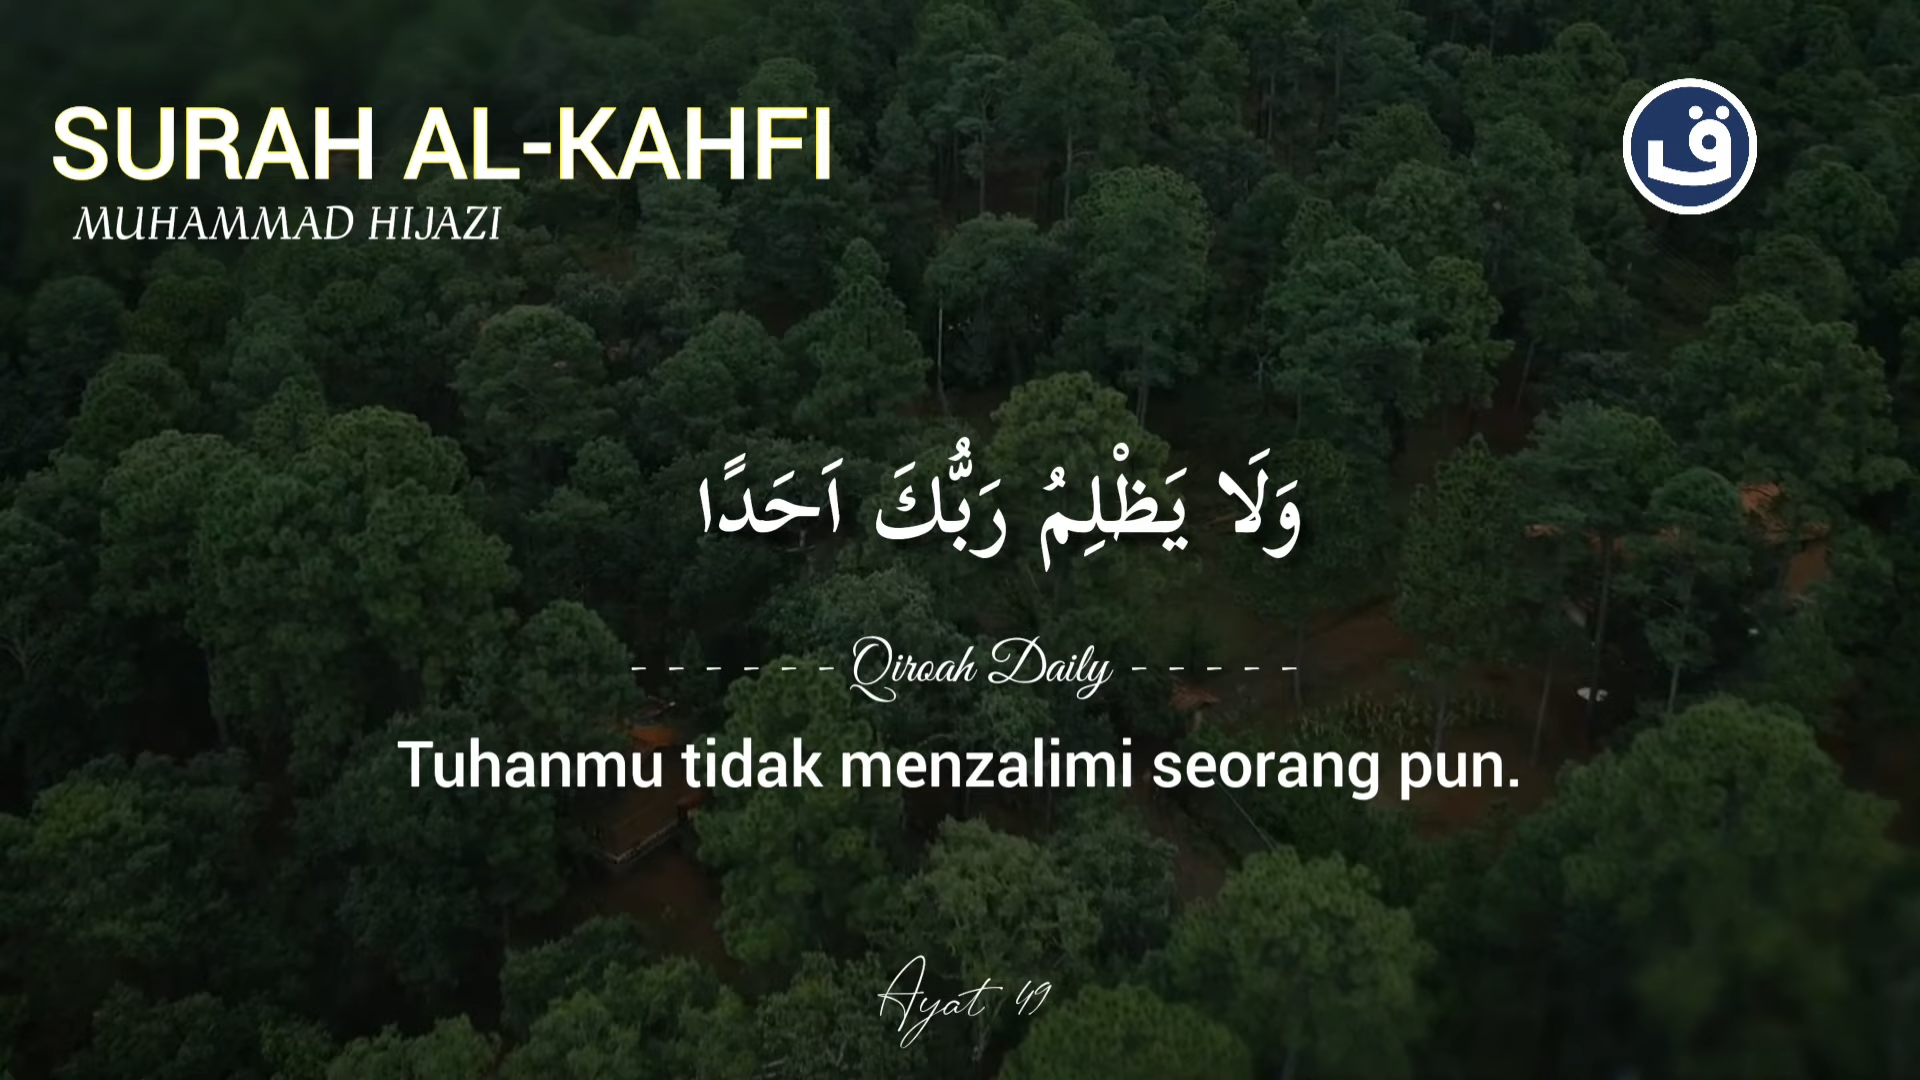 SURAH AL-KAHFI
MUHAMMAD HIJAZI
ق
وَلَا يَظْلِمُ رَبُّكَ اَحَدًا
- - - - - - Qiroah Daily - - - - -
Tuhanmu tidak menzalimi seorang pun.
Ayat 49